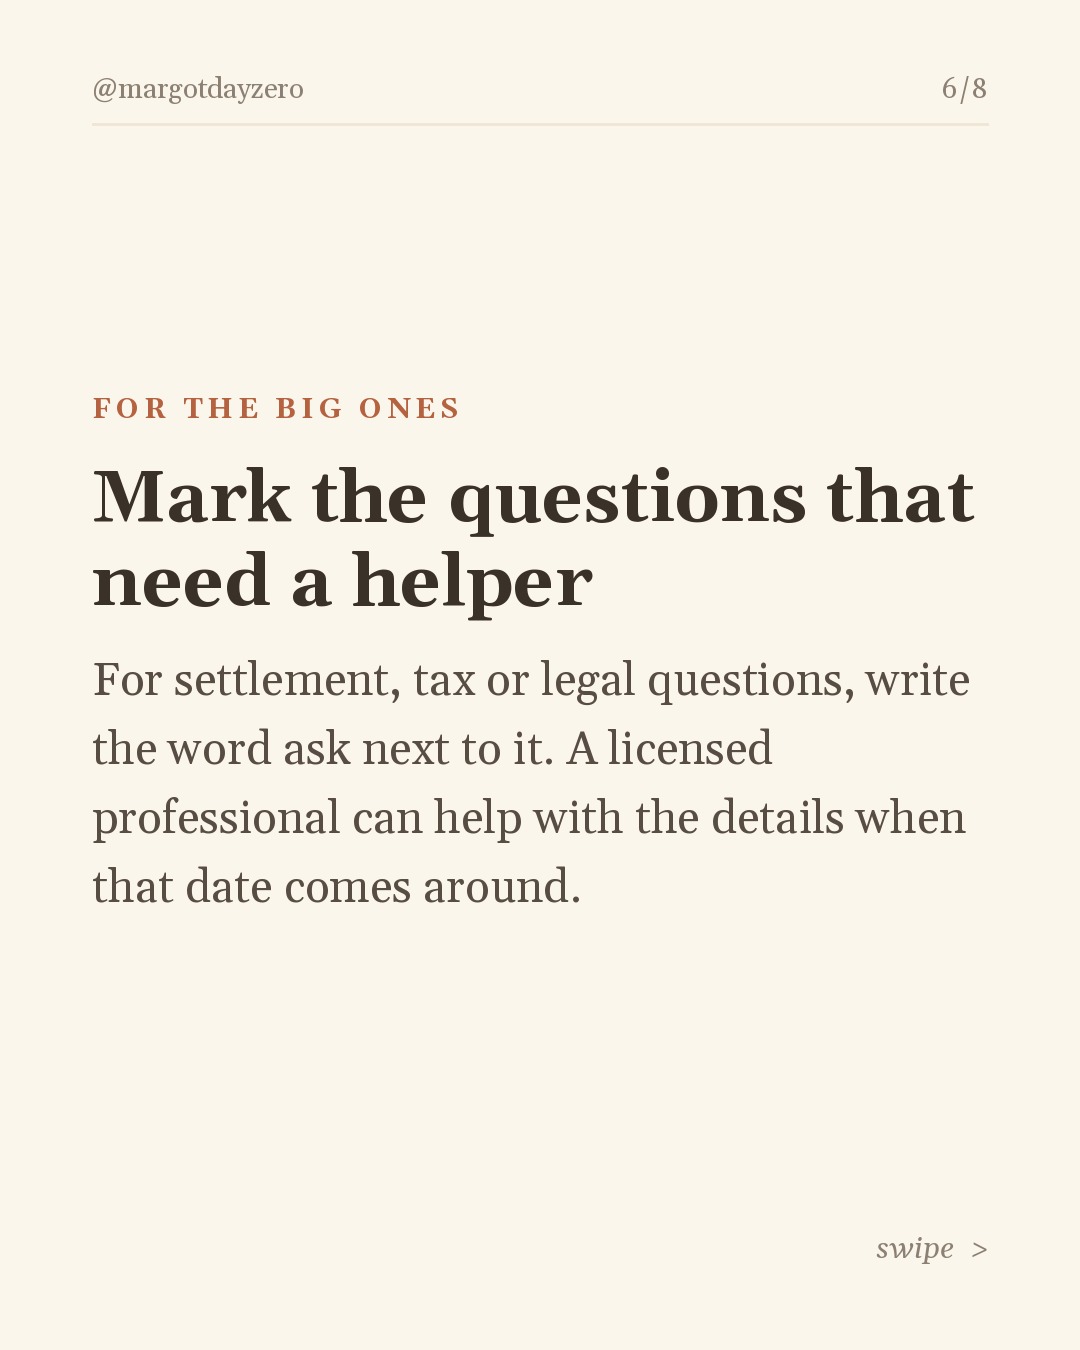 @margotdayzero
6/8
FOR THE BIG ONES
Mark the questions that
need a helper
For settlement, tax or legal questions, write
the word ask next to it. A licensed
professional can help with the details when
that date comes around.
swipe >